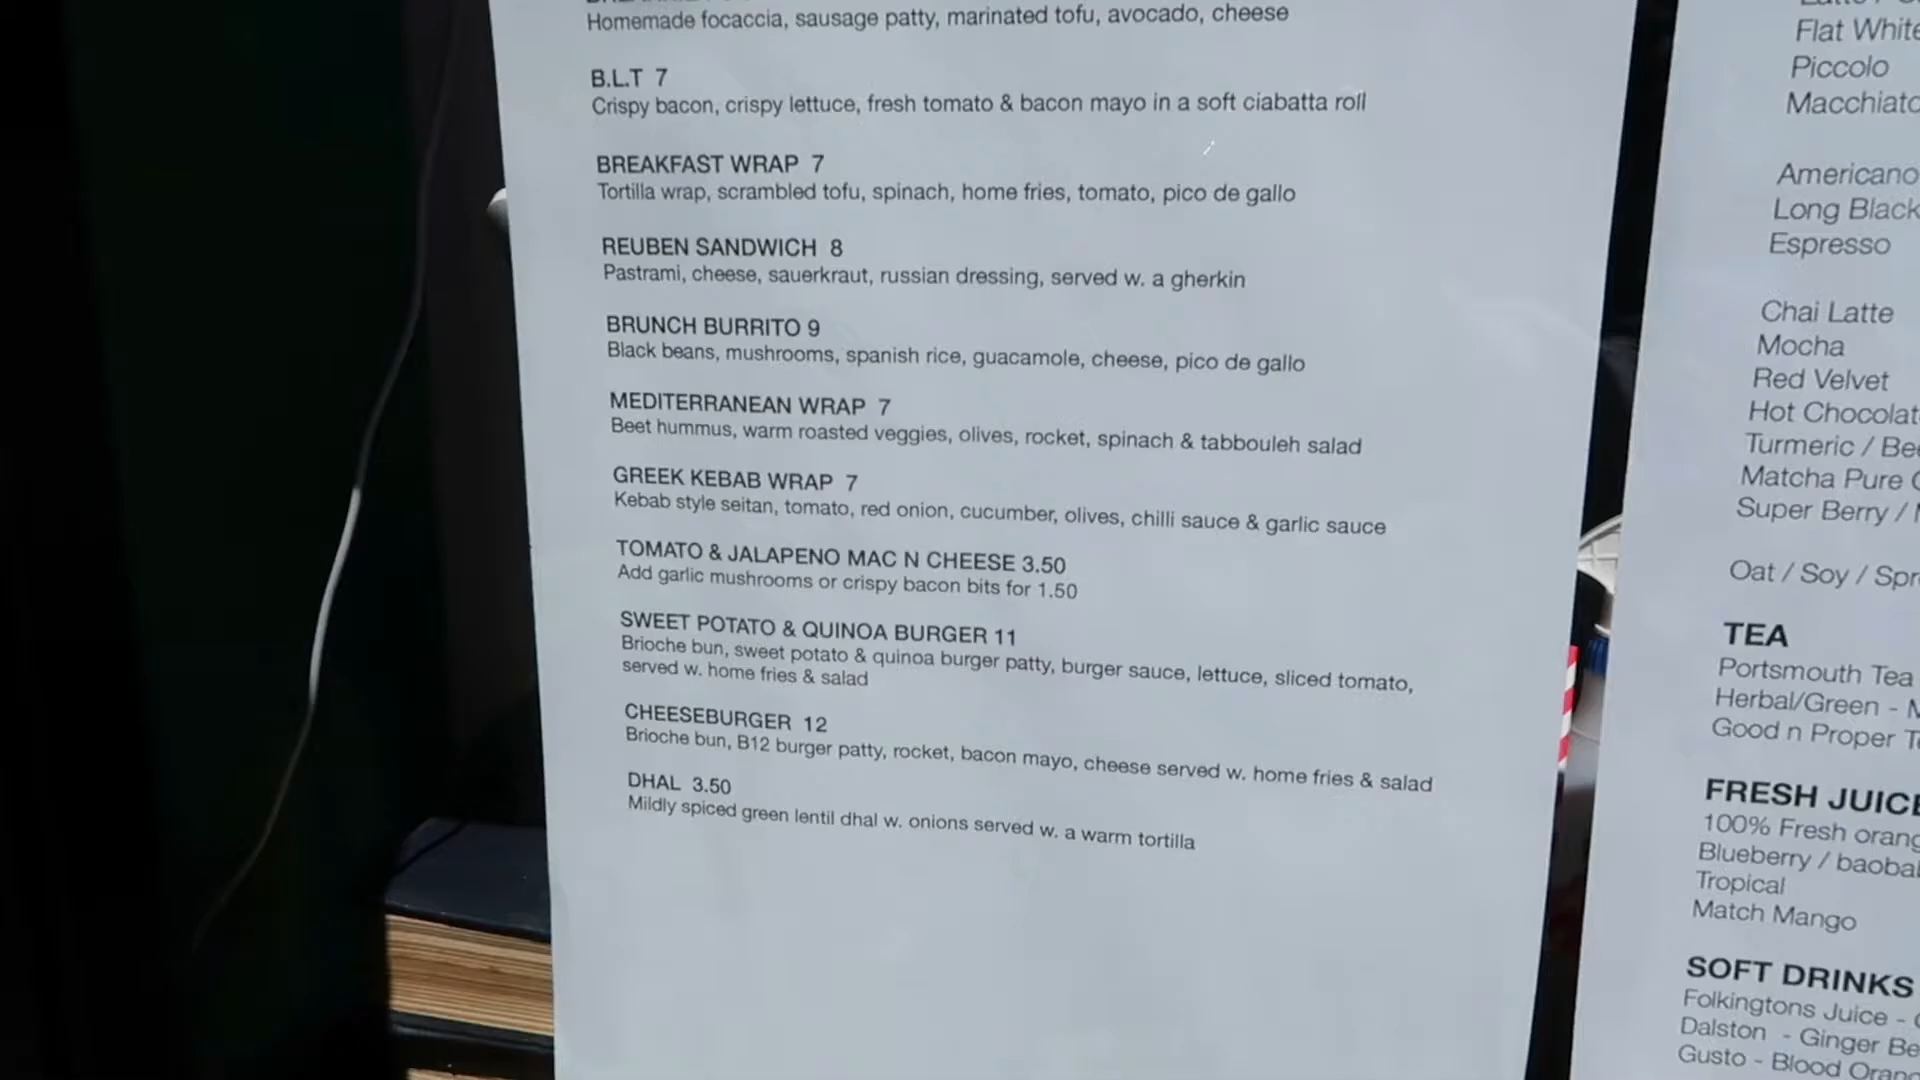 Homemade focaccia, sausage patty, marinated tofu, avocado, cheese
B.L.T 7
Crispy bacon, crispy lettuce, fresh tomato & bacon mayo in a soft ciabatta roll
BREAKFAST WRAP 7
Tortilla wrap, scrambled tofu, spinach, home fries, tomato, pico de gallo
REUBEN SANDWICH 8
Pastrami, cheese, sauerkraut, russian dressing, served w. a gherkin
BRUNCH BURRITO 9
Black beans, mushrooms, spanish rice, guacamole, cheese, pico de gallo
MEDITERRANEAN WRAP 7
Beet hummus, warm roasted veggies, olives, rocket, spinach & tabbouleh salad
GREEK KEBAB WRAP 7
Kebab style seitan, tomato, red onion, cucumber, olives, chilli sauce & garlic sauce
TOMATO & JALAPENO MAC N CHEESE 3.50
Add garlic mushrooms or crispy bacon bits for 1.50
SWEET POTATO & QUINOA BURGER 11
Brioche bun, sweet potato & quinoa burger patty, burger sauce, lettuce, sliced tomato,
served w. home fries & salad
CHEESEBURGER 12
Brioche bun, B12 burger patty, rocket, bacon mayo, cheese served w. home fries & salad
DHAL 3.50
Mildly spiced green lentil dhal w. onions served w. a warm tortilla
Flat White
Piccolo
Macchiato
Americano
Long Black
Espresso
Chai Latte
Mocha
Red Velvet
Hot Chocolat
Turmeric / Be
Matcha Pure
Super Berry /
Oat / Soy / Spr
TEA
Portsmouth Tea
Herbal/Green -
Good n Proper T
FRESH JUICE
100% Fresh orang
Blueberry / baobab
Tropical
Match Mango
SOFT DRINKS
Folkingtons Juice -
Dalston - Ginger Be
Gusto - Blood Orang